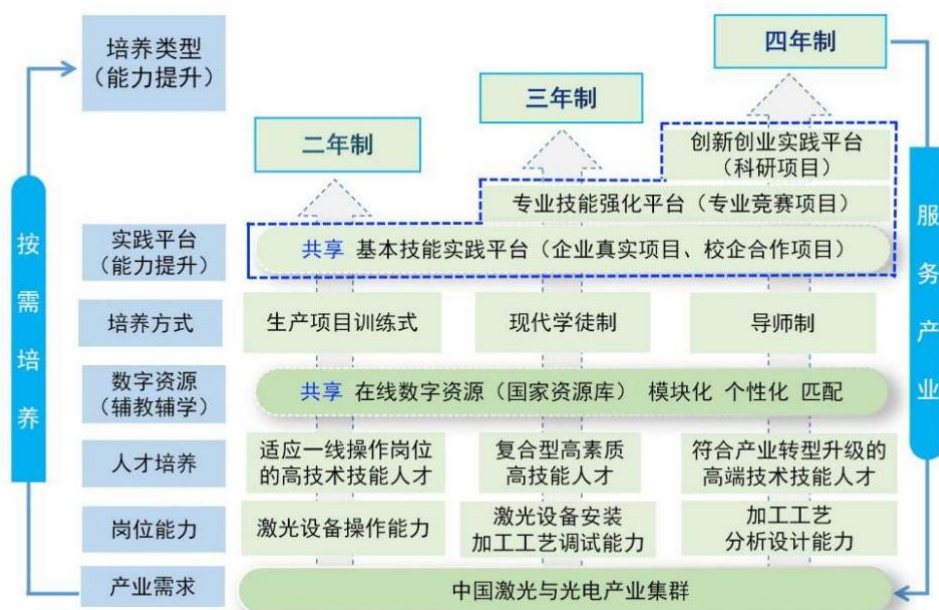 培养类型
（能力提升）
二年制
三年制
四年制
创新创业实践平台
（科研项目）
专业技能强化平台（专业竞赛项目）
实践平台
（能力提升）
共享 基本技能实践平台（企业真实项目、校企合作项目）
培养方式
生产项目训练式
现代学徒制
导师制
数字资源
（辅教辅学）
共享 在线数字资源（国家资源库） 模块化 个性化 匹配
人才培养
适应一线操作岗位
的高技术技能人才
复合型高素质
高技能人才
符合产业转型升级的
高端技术技能人才
岗位能力
激光设备操作能力
激光设备安装
加工工艺调试能力
加工工艺
分析设计能力
产业需求
中国激光与光电产业集群
按需培养
服务产业